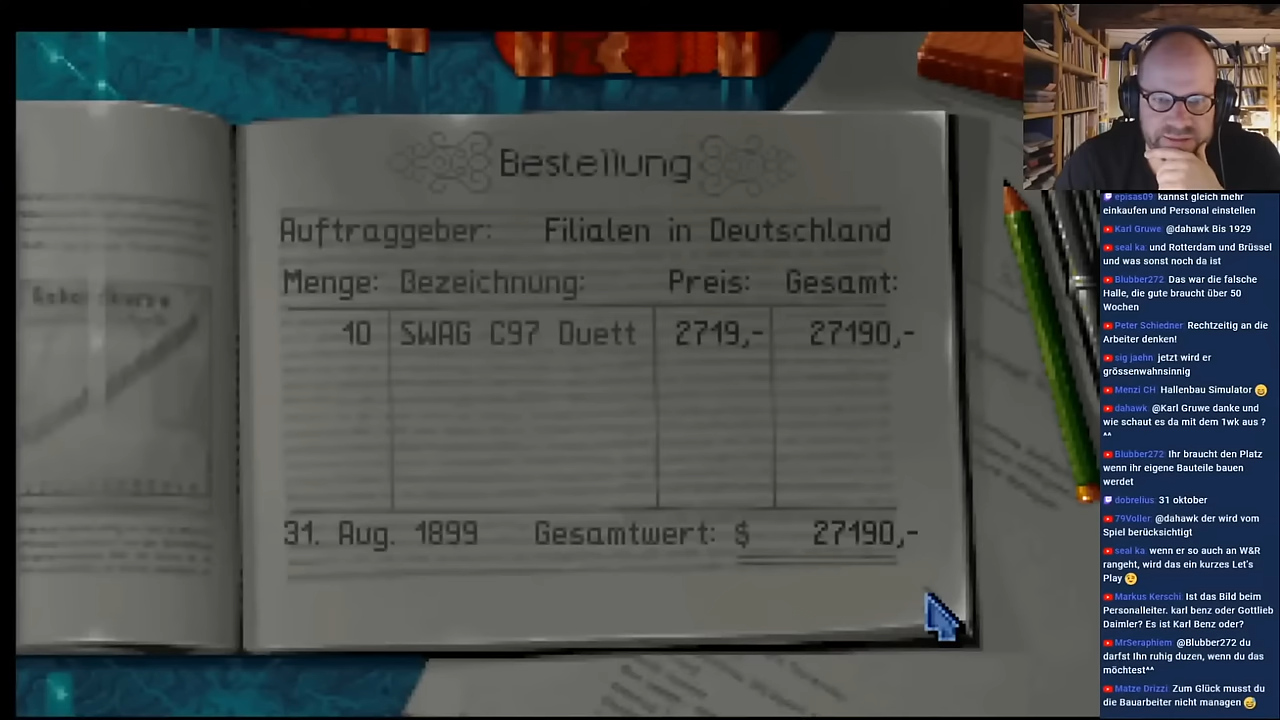 Bestellung
Auftraggeber: Filialen in Deutschland
Menge: Bezeichnung: Preis: Gesamt:
10 SWAG C97 Duett 2719,- 27190,-
31. Aug. 1899 Gesamtwert: $ 27190,-
episas09 kannst gleich mehr
einkaufen und Personal einstellen
Karl Gruwe @dahawk Bis 1929
seal ka und Rotterdam und Brüssel
und was sonst noch da ist
Blubber272 Das war die falsche
Halle, die gute braucht über 50
Wochen
Peter Schiedner Rechtzeitig an die
Arbeiter denken!
sig jaehn jetzt wird er
grössenwahnsinnig
Menzi CH Hallenbau Simulator 😄
dahawk @Karl Gruwe danke und
wie schaut es da mit dem 1wk aus ?
^^
Blubber272 Ihr braucht den Platz
wenn ihr eigene Bauteile bauen
werdet
dobrelius 31 oktober
79Voller @dahawk der wird vom
Spiel berücksichtigt
seal ka wenn er so auch an W&R
rangeht, wird das ein kurzes Let's
Play 🤨
Markus Kerschi Ist das Bild beim
Personalleiter. karl benz oder Gottlieb
Daimler? Es ist Karl Benz oder?
MrSeraphiem @Blubber272 du
darfst Ihn ruhig duzen, wenn du das
möchtest^^
Matze Drizzi Zum Glück musst du
die Bauarbeiter nicht managen 😅